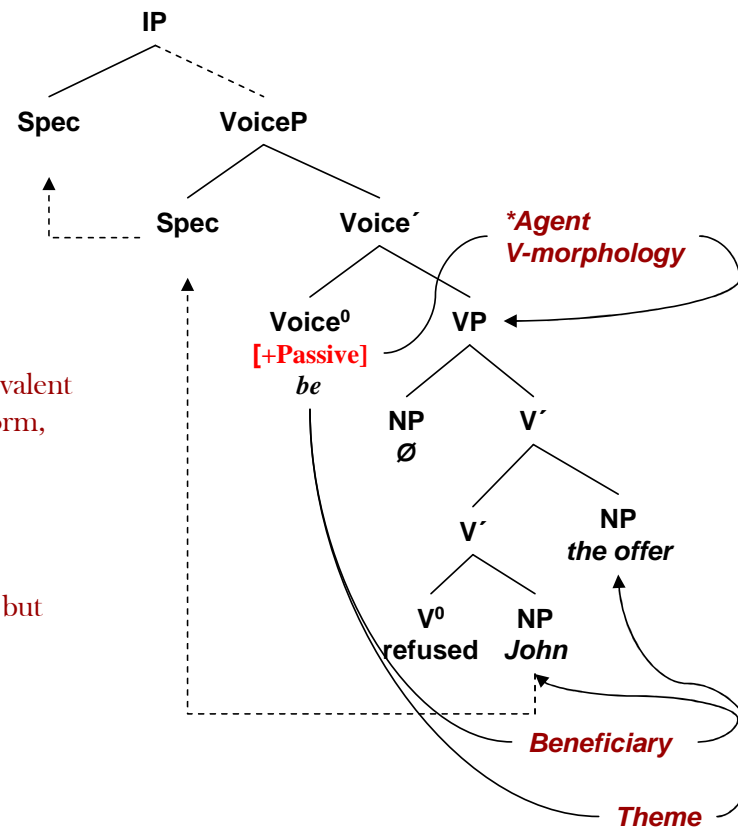 IP
Spec VoiceP
Spec Voice´ *Agent
V-morphology
Voice⁰ VP
[+Passive]
be
NP V´
Ø
valent
orm,
V´ NP
the offer
but
V⁰ NP
refused John
Beneficiary
Theme